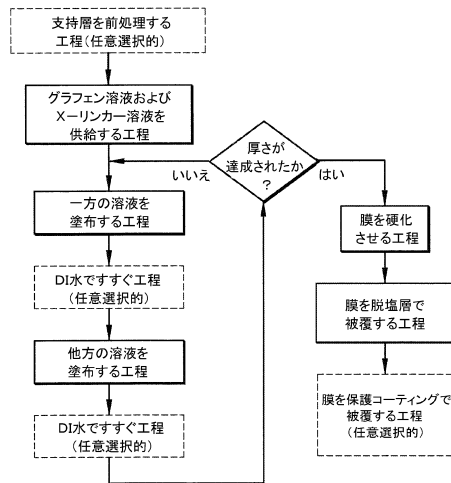 支持層を前処理する
工程(任意選択的)
グラフェン溶液および
X−リンカー溶液を
供給する工程
厚さが
達成されたか
?
いいえ
はい
一方の溶液を
塗布する工程
DI水ですすぐ工程
(任意選択的)
他方の溶液を
塗布する工程
DI水ですすぐ工程
(任意選択的)
膜を硬化
させる工程
膜を脱塩層で
被覆する工程
膜を保護コーティングで
被覆する工程
(任意選択的)